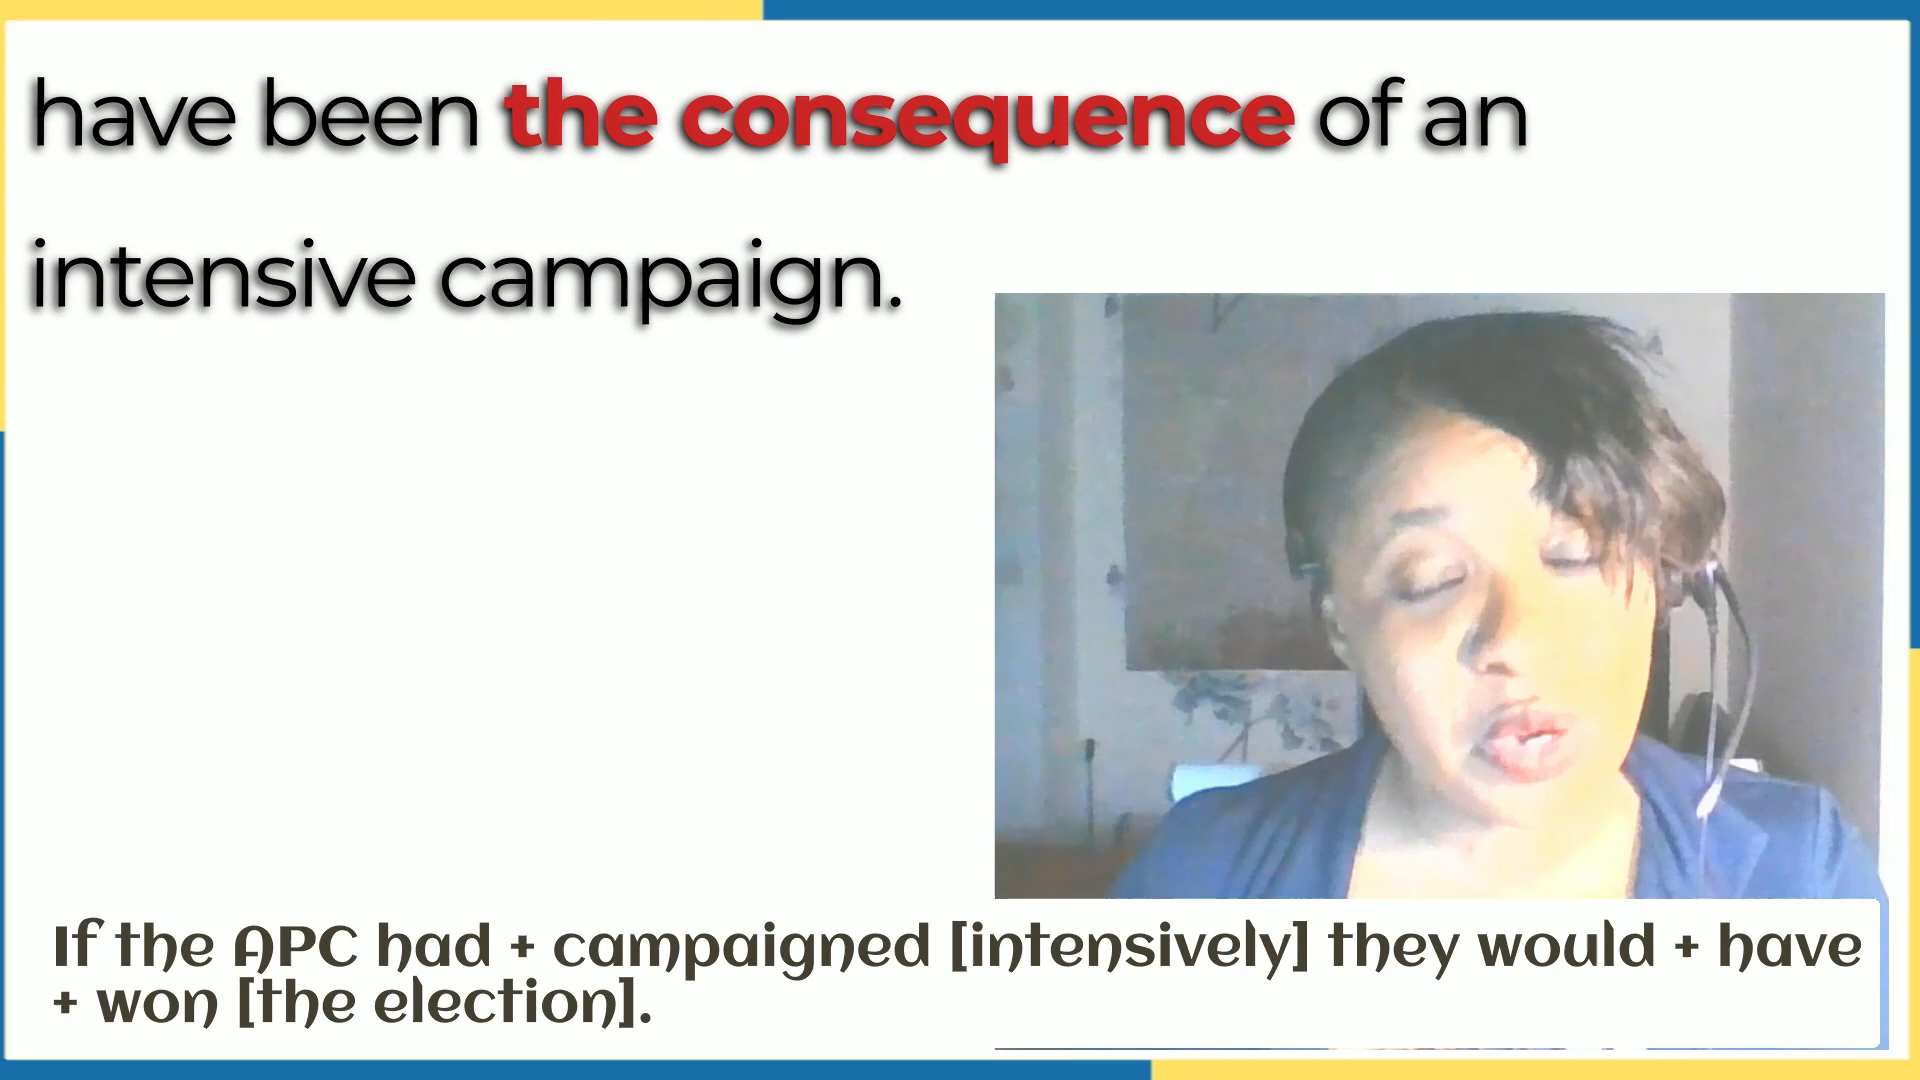 have been the consequence of an
intensive campaign.
If the APC had + campaigned [intensively] they would + have
+ won [the election].